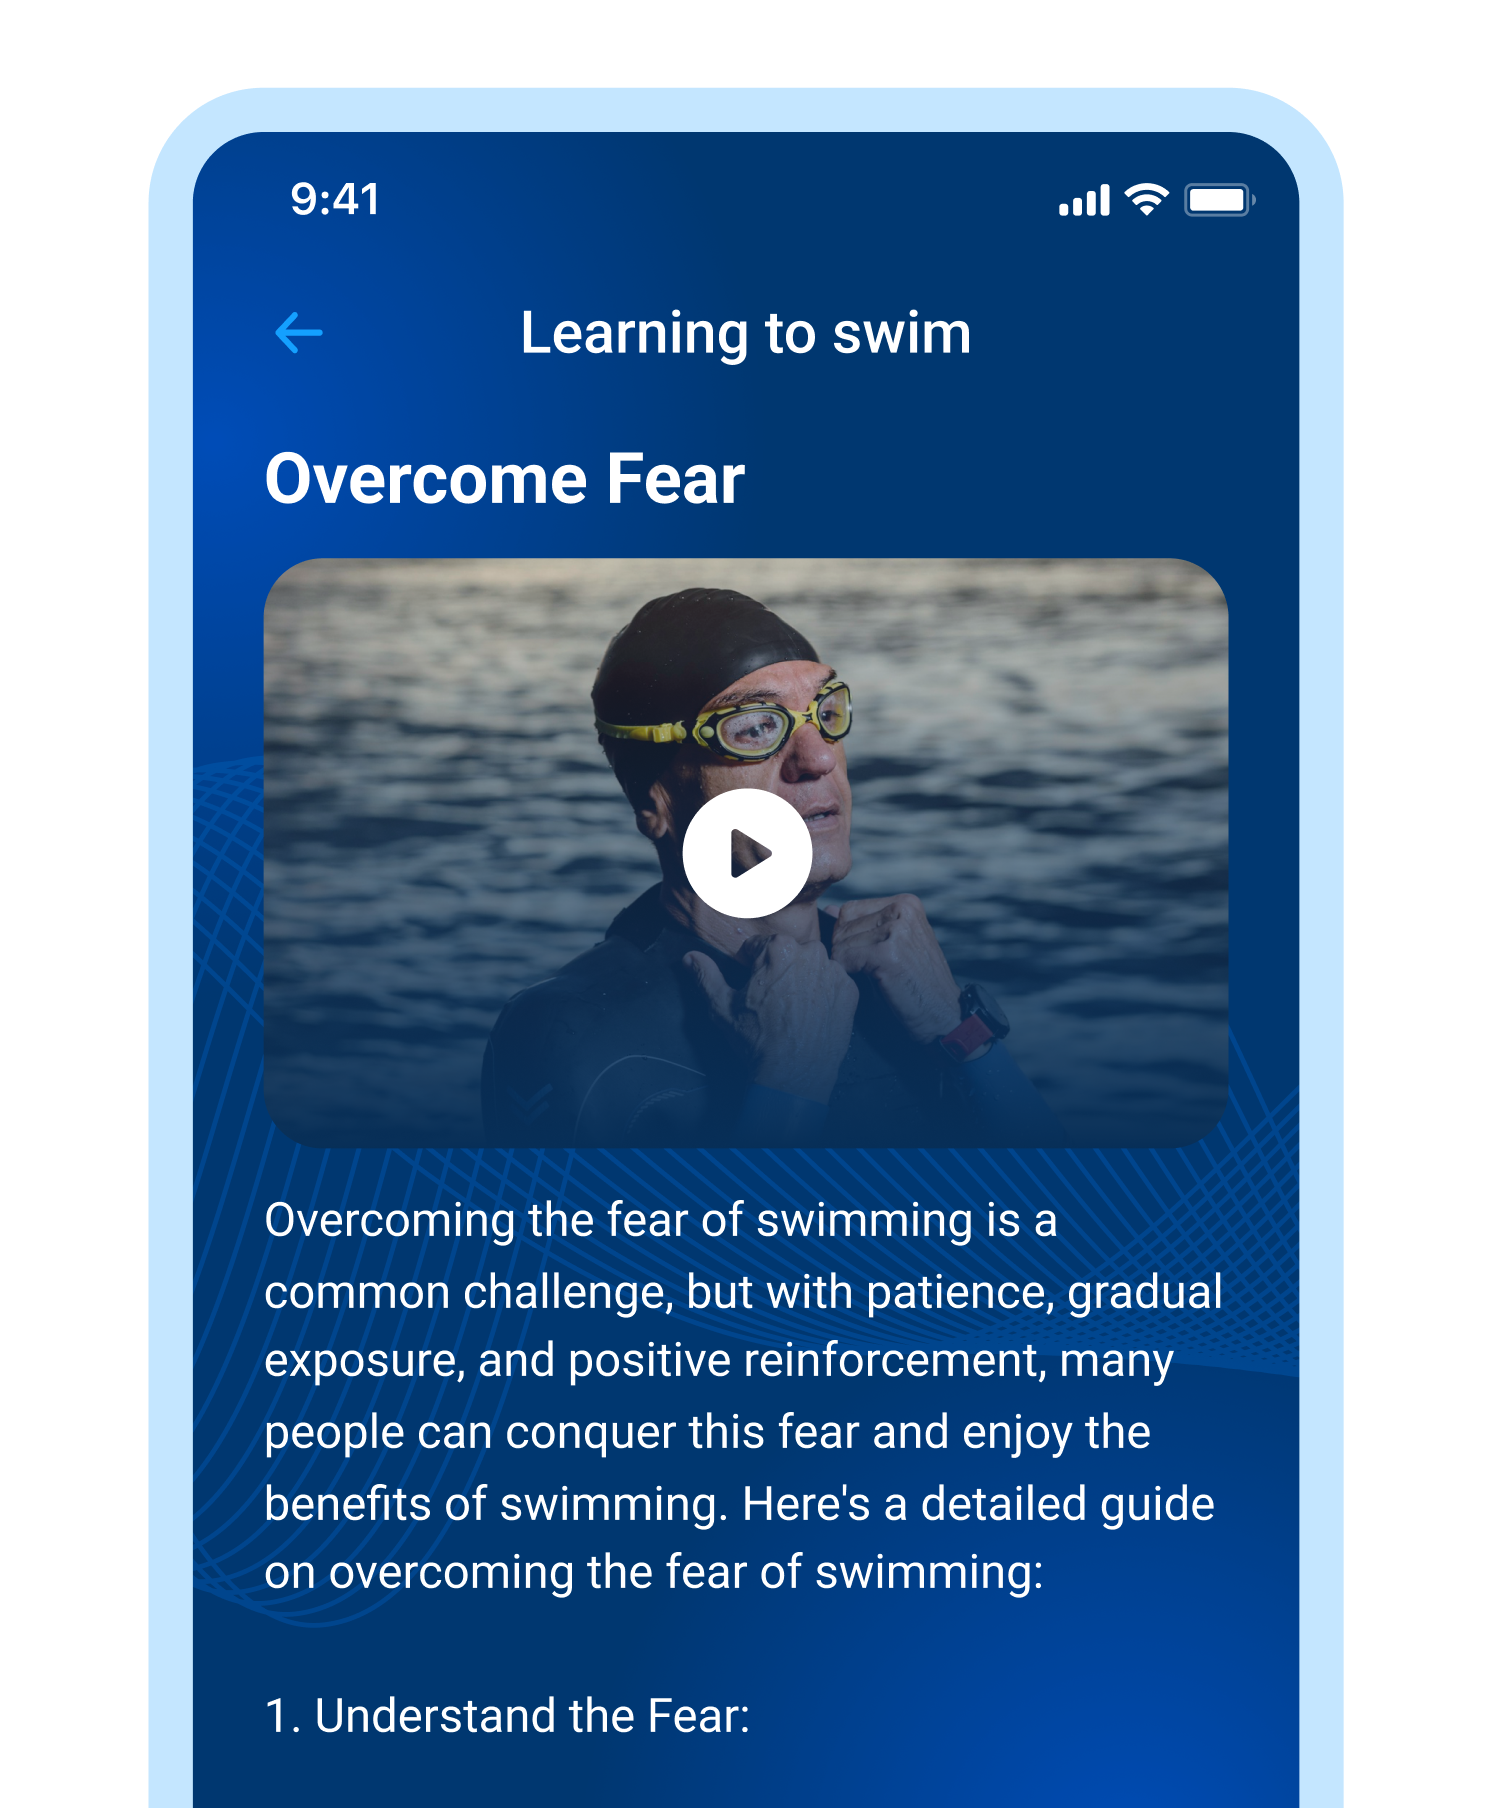 9:41
Learning to swim
Overcome Fear
Overcoming the fear of swimming is a
common challenge, but with patience, gradual
exposure, and positive reinforcement, many
people can conquer this fear and enjoy the
benefits of swimming. Here's a detailed guide
on overcoming the fear of swimming:
1. Understand the Fear: